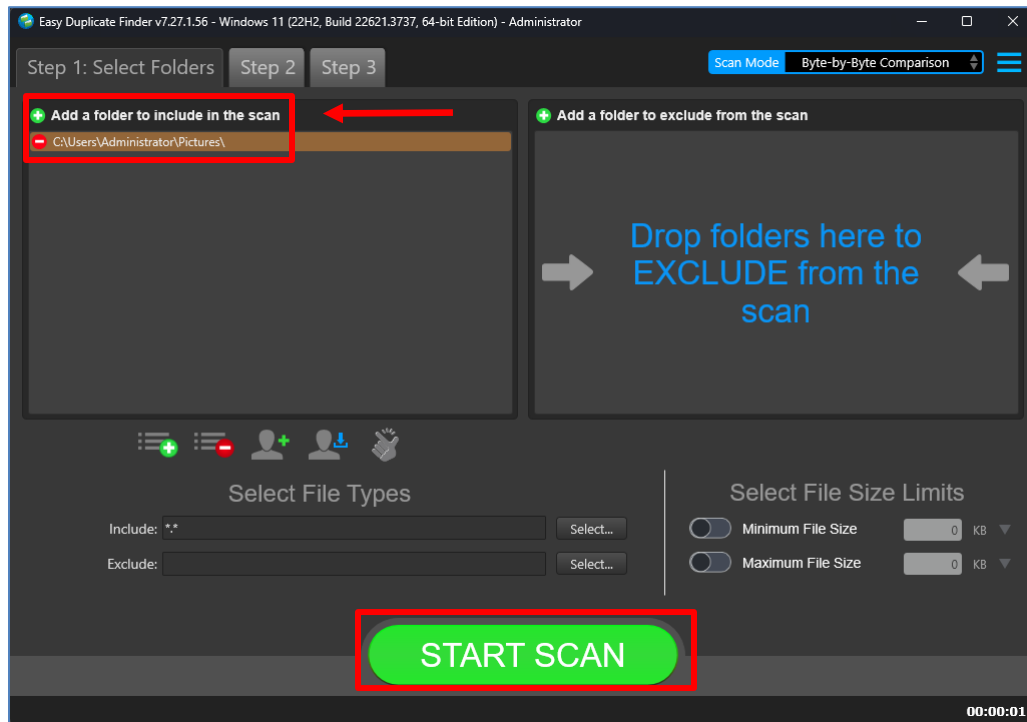 Easy Duplicate Finder v7.27.1.56 - Windows 11 (22H2, Build 22621.3737, 64-bit Edition) - Administrator
Step 1: Select Folders
Step 2
Step 3
Scan Mode
Byte-by-Byte Comparison
Add a folder to include in the scan
C:\Users\Administrator\Pictures\
Add a folder to exclude from the scan
Drop folders here to
EXCLUDE from the
scan
Select File Types
Include: *.*
Select...
Exclude:
Select...
Select File Size Limits
Minimum File Size
0 KB
Maximum File Size
0 KB
START SCAN
00:00:01